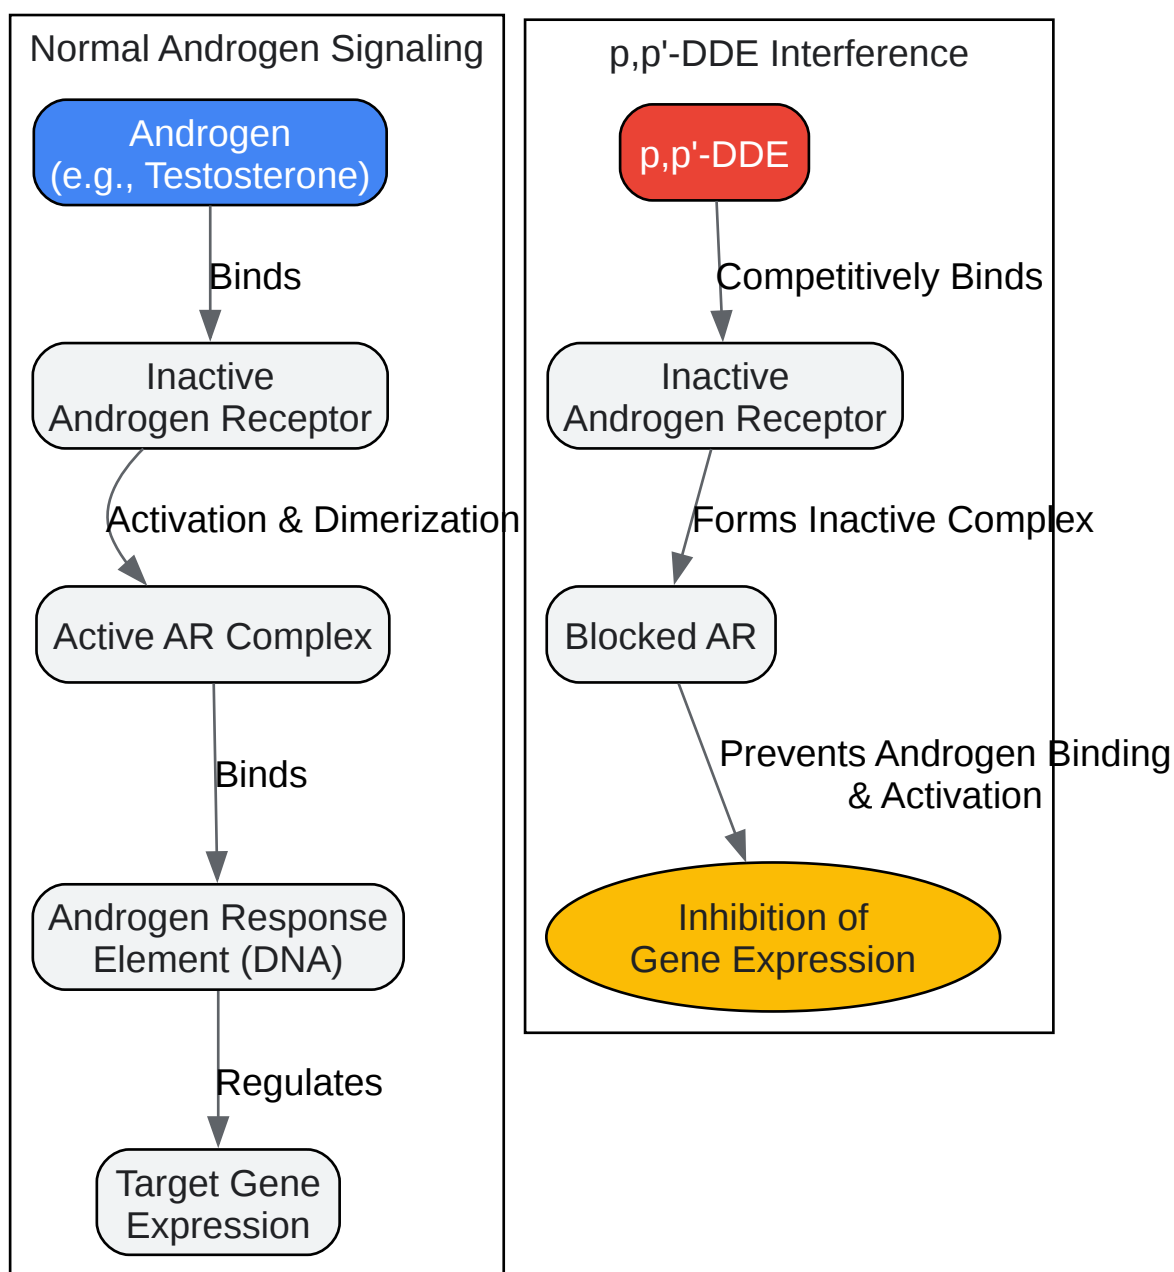 Normal Androgen Signaling
Androgen
(e.g., Testosterone)
Binds
Inactive
Androgen Receptor
Activation & Dimerization
Active AR Complex
Binds
Androgen Response
Element (DNA)
Regulates
Target Gene
Expression
p,p'-DDE Interference
p,p'-DDE
Competitively Binds
Inactive
Androgen Receptor
Forms Inactive Complex
Blocked AR
Prevents Androgen Binding
& Activation
Inhibition of
Gene Expression